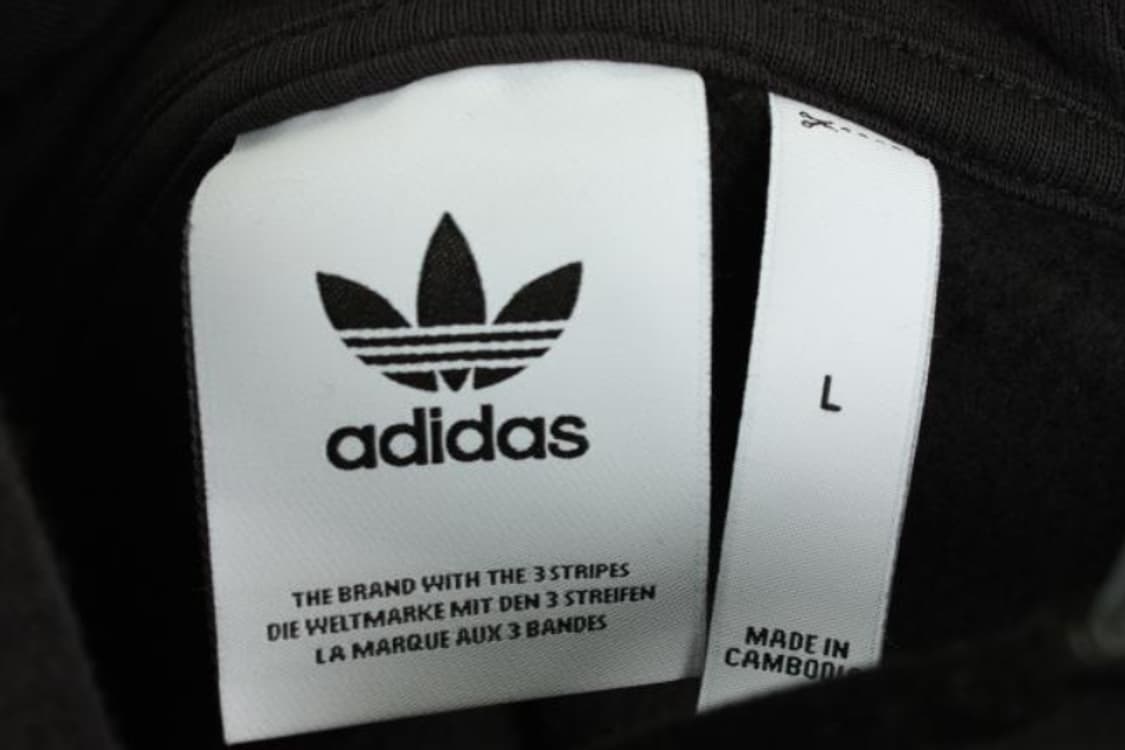 adidas
THE BRAND WITH THE 3 STRIPES
DIE WELTMARKE MIT DEN 3 STREIFEN
LA MARQUE AUX 3 BANDES
L
MADE IN
CAMBODIA